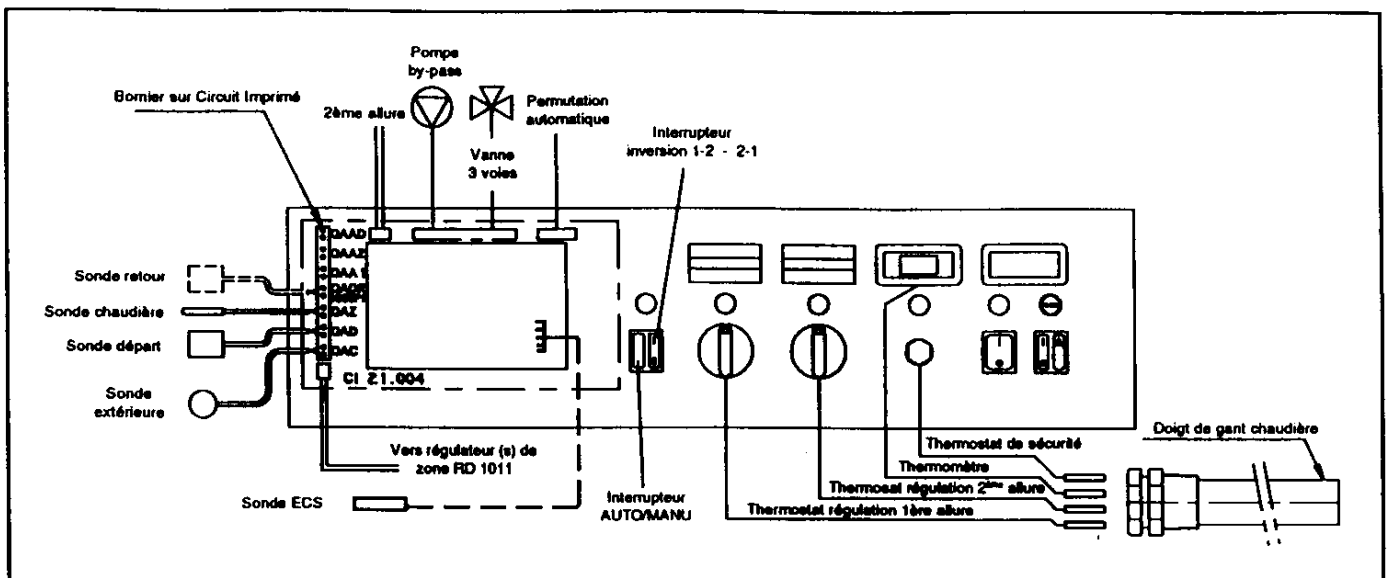 Pompe
by-pass
Bornier sur Circuit Imprimé
2ème allure
Permutation
automatique
Interrupteur
inversion 1-2 - 2-1
Vanne
3 voies
DAAD
DAAZ
DAA 1
Sonde retour
Sonde chaudière
DAZ
Sonde départ
DAD
DAC
CI 21.004
Sonde
extérieure
Vers régulateur (s) de
zone RD 1011
Sonde ECS
Interrupteur
AUTO/MANU
Thermostat de sécurité
Doigt de gant chaudière
Thermomètre
Thermosat régulation 2ème allure
Thermostat régulation 1ère allure